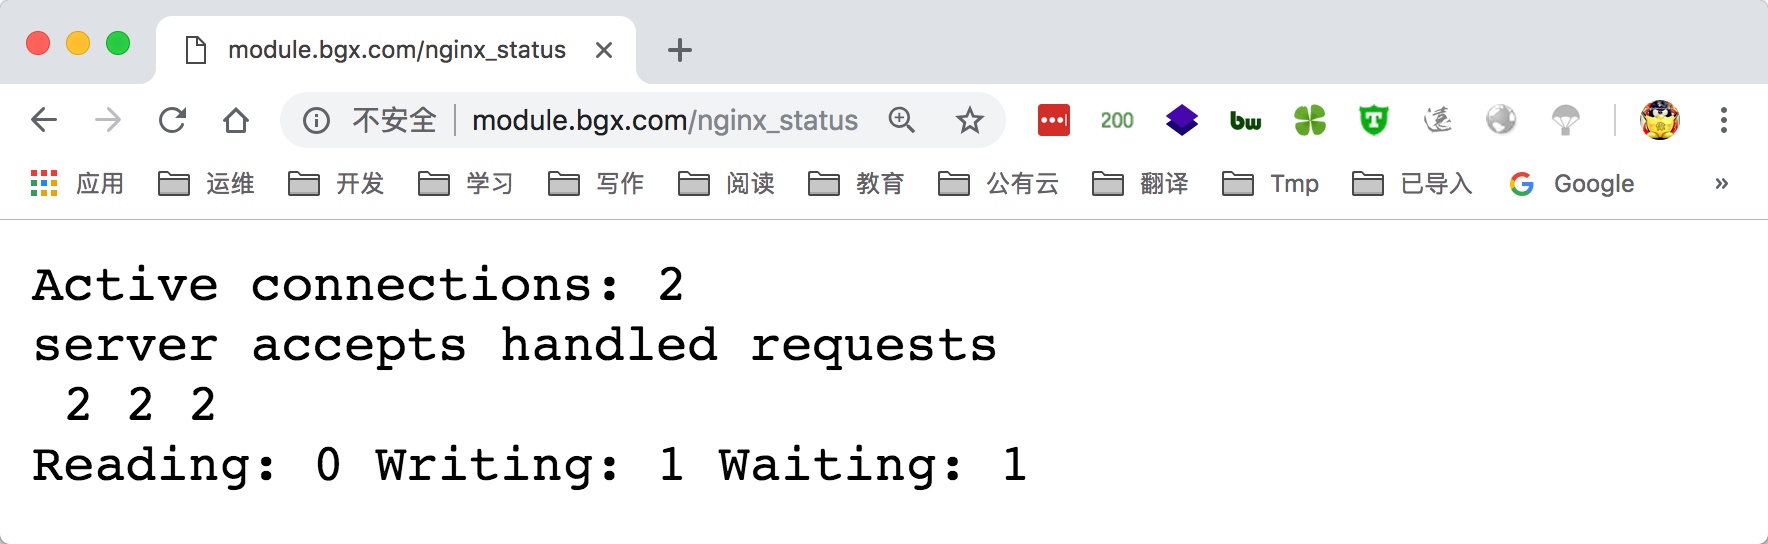 module.bgx.com/nginx_status
不安全 module.bgx.com/nginx_status 200 bw T
应用 运维 开发 学习 写作 阅读 教育 公有云 翻译 Tmp 已导入 Google »
Active connections: 2
server accepts handled requests
2 2 2
Reading: 0 Writing: 1 Waiting: 1